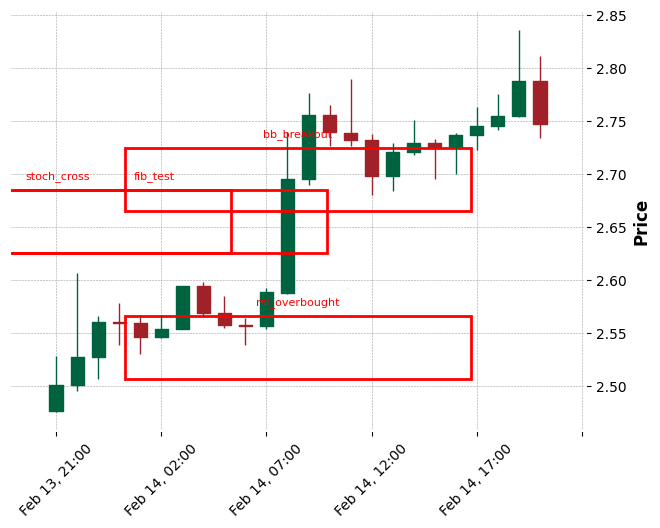 2.85
2.80
bb_breakout
2.75
stoch_cross
fib_test
2.70
2.65
Price
2.60
rsi_overbought
2.55
2.50
Feb 13, 21:00
Feb 14, 02:00
Feb 14, 07:00
Feb 14, 12:00
Feb 14, 17:00